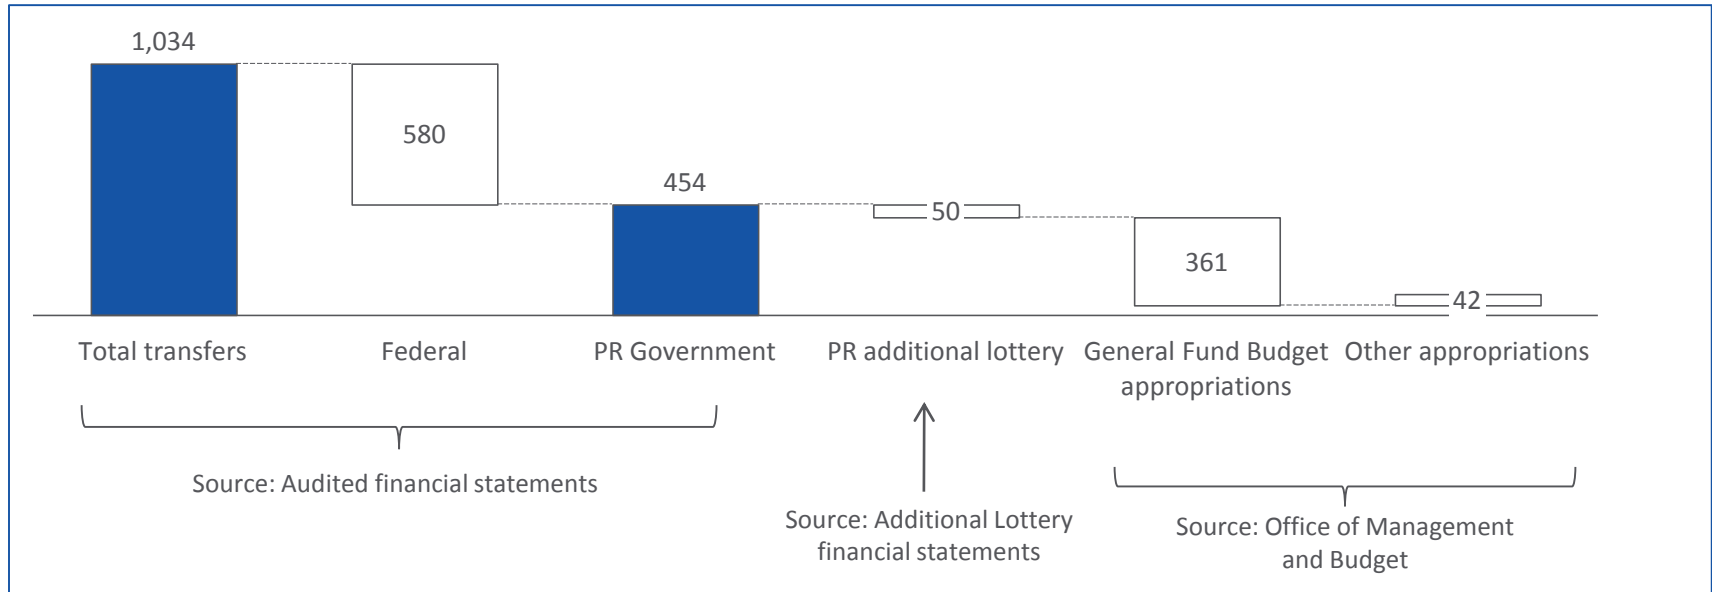 1,034
580
454
50
361
42
Total transfers
Federal
PR Government
PR additional lottery
General Fund Budget
appropriations
Other appropriations
Source: Audited financial statements
Source: Additional Lottery
financial statements
Source: Office of Management
and Budget